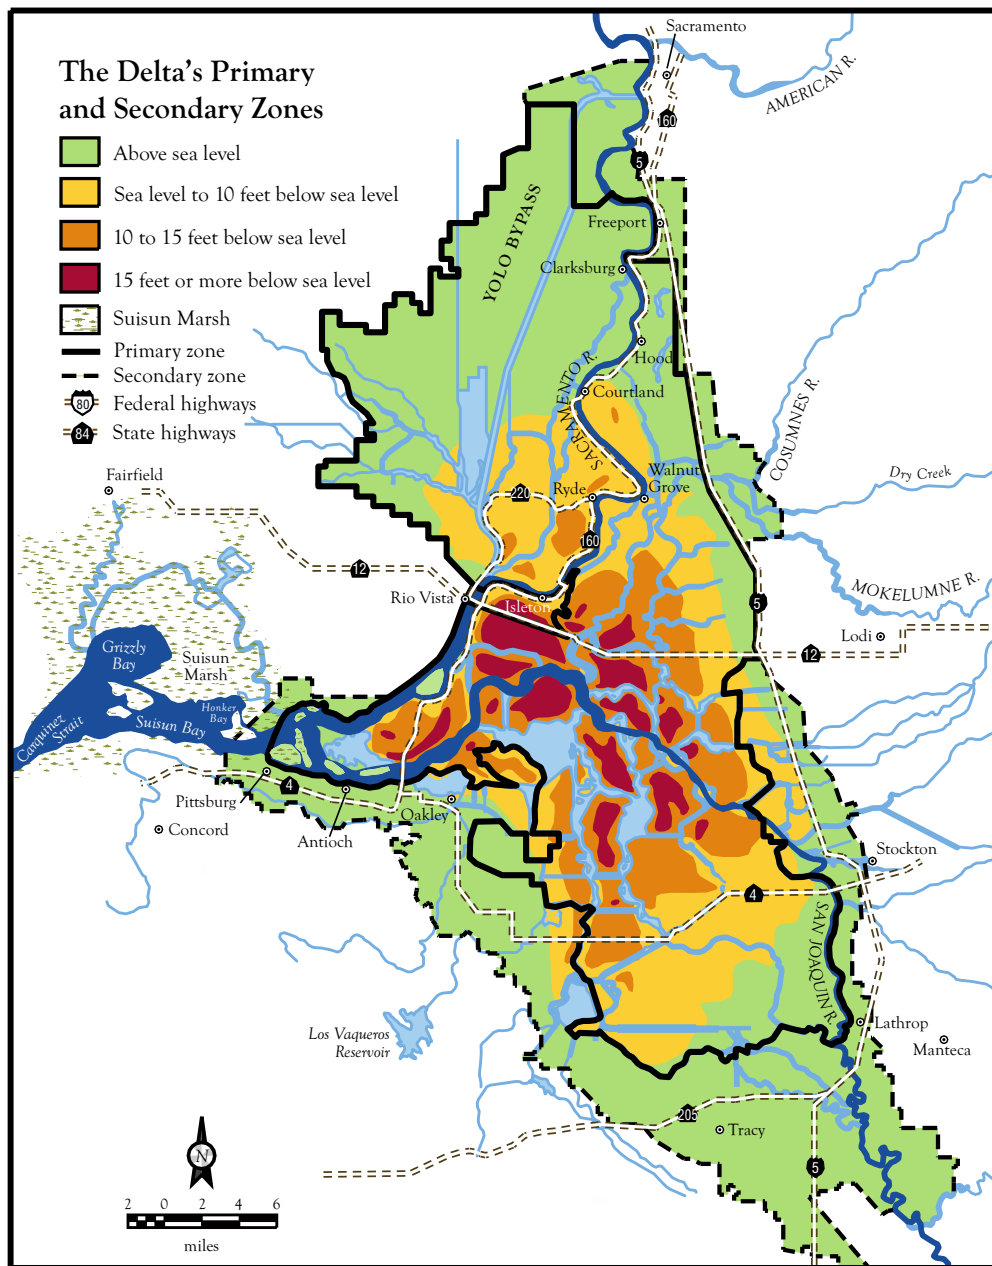 The Delta's Primary
and Secondary Zones
Above sea level
Sea level to 10 feet below sea level
10 to 15 feet below sea level
15 feet or more below sea level
Suisun Marsh
Primary zone
Secondary zone
80
Federal highways
84
State highways
Sacramento
AMERICAN R.
160
5
YOLO BYPASS
Freeport
Clarksburg
Hood
SACRAMENTO R.
Courtland
COSUMNES R.
Walnut
Grove
Dry Creek
Fairfield
220
Ryde
160
12
MOKELUMNE R.
Rio Vista
Isleton
5
Lodi
12
Grizzly
Bay
Suisun
Marsh
Honker
Bay
Suisun Bay
Carquinez
Strait
Pittsburg
4
Antioch
Oakley
Concord
Stockton
4
SAN JOAQUIN R.
Los Vaqueros
Reservoir
Lathrop
Manteca
205
Tracy
5
N
2 0 2 4 6
miles